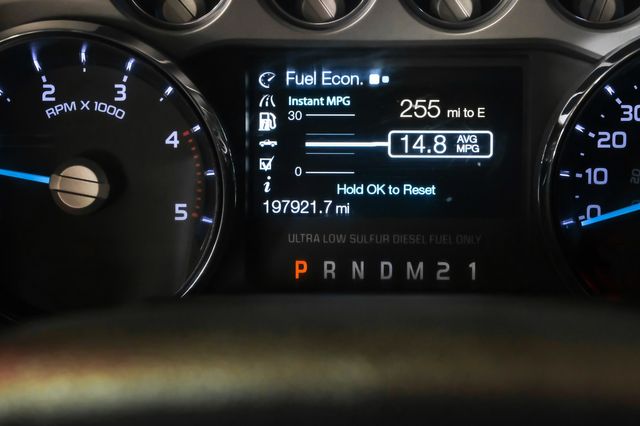 Fuel Econ.
Instant MPG
30
255 mi to E
14.8 AVG MPG
0
Hold OK to Reset
197921.7 mi
ULTRA LOW SULFUR DIESEL FUEL ONLY
P R N D M 2 1
2 3 4 5
RPM X 1000
30
20
10
0
20